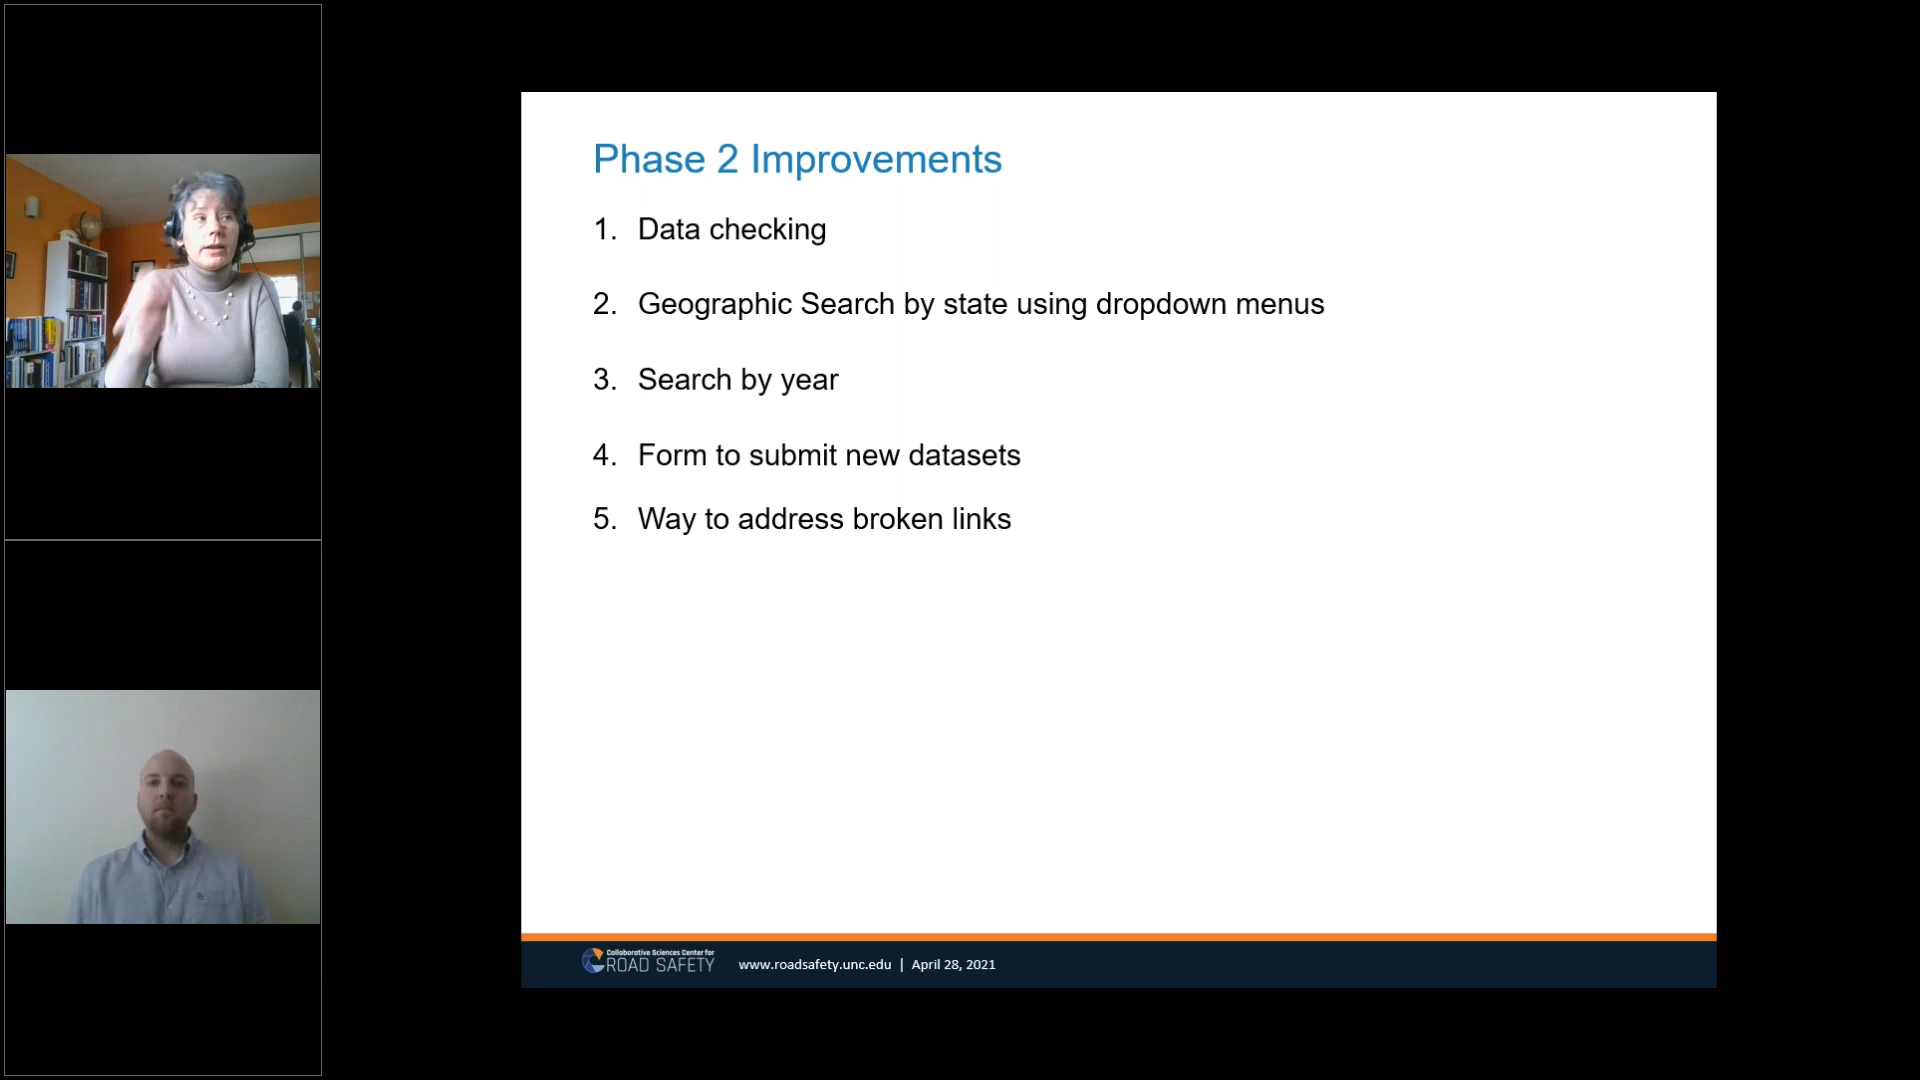 Phase 2 Improvements
1. Data checking
2. Geographic Search by state using dropdown menus
3. Search by year
4. Form to submit new datasets
5. Way to address broken links
Collaborative Sciences Center for
ROAD SAFETY
www.roadsafety.unc.edu | April 28, 2021